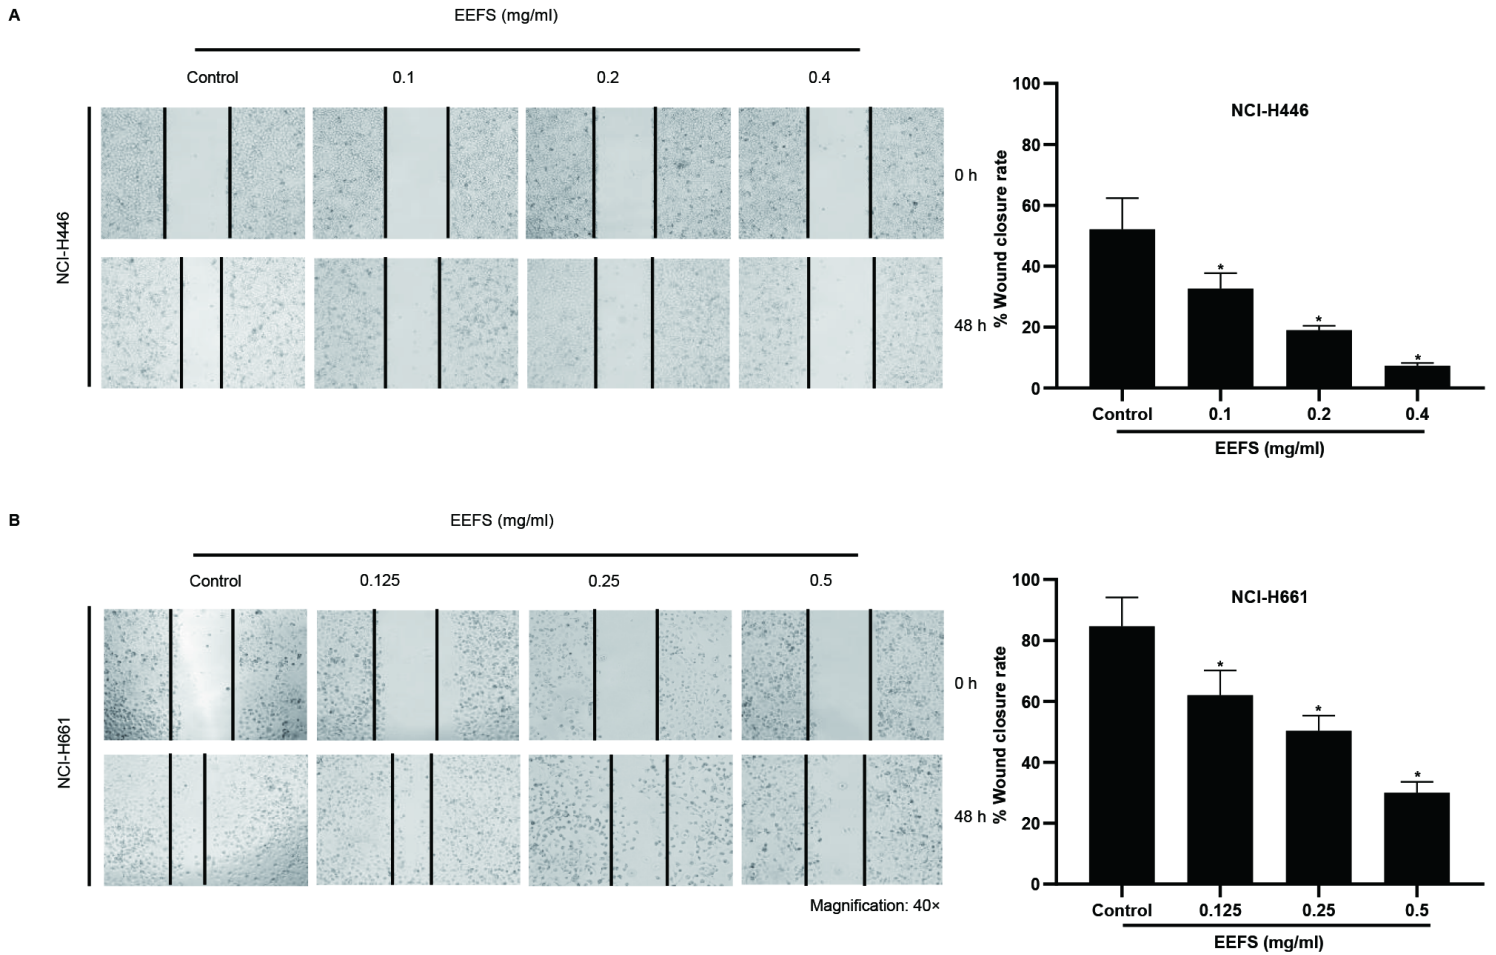 A
EEFS (mg/ml)
Control 0.1 0.2 0.4
NCI-H446
0 h
48 h
% Wound closure rate
100
80
60
40
20
0
NCI-H446
*
*
*
Control 0.1 0.2 0.4
EEFS (mg/ml)
B
EEFS (mg/ml)
Control 0.125 0.25 0.5
NCI-H661
0 h
48 h
Magnification: 40×
% Wound closure rate
100
80
60
40
20
0
NCI-H661
*
*
*
Control 0.125 0.25 0.5
EEFS (mg/ml)